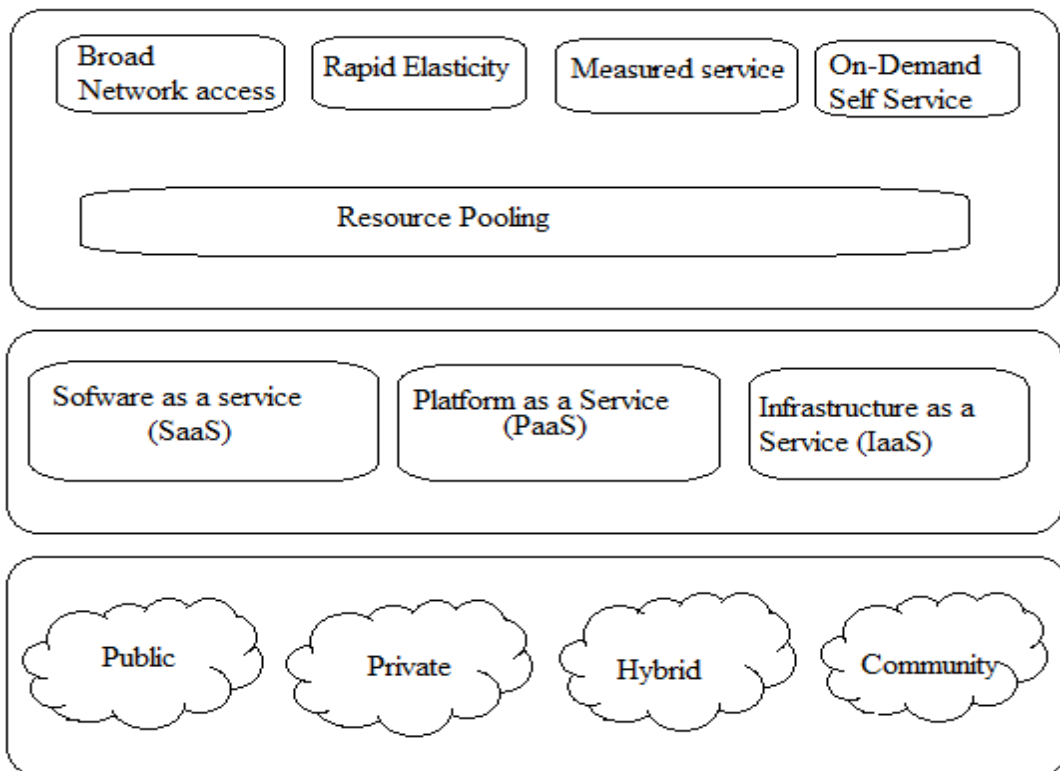 Broad
Network access
Rapid Elasticity
Measured service
On-Demand
Self Service
Resource Pooling
Sofware as a service
(SaaS)
Platform as a Service
(PaaS)
Infrastructure as a
Service (IaaS)
Public
Private
Hybrid
Community